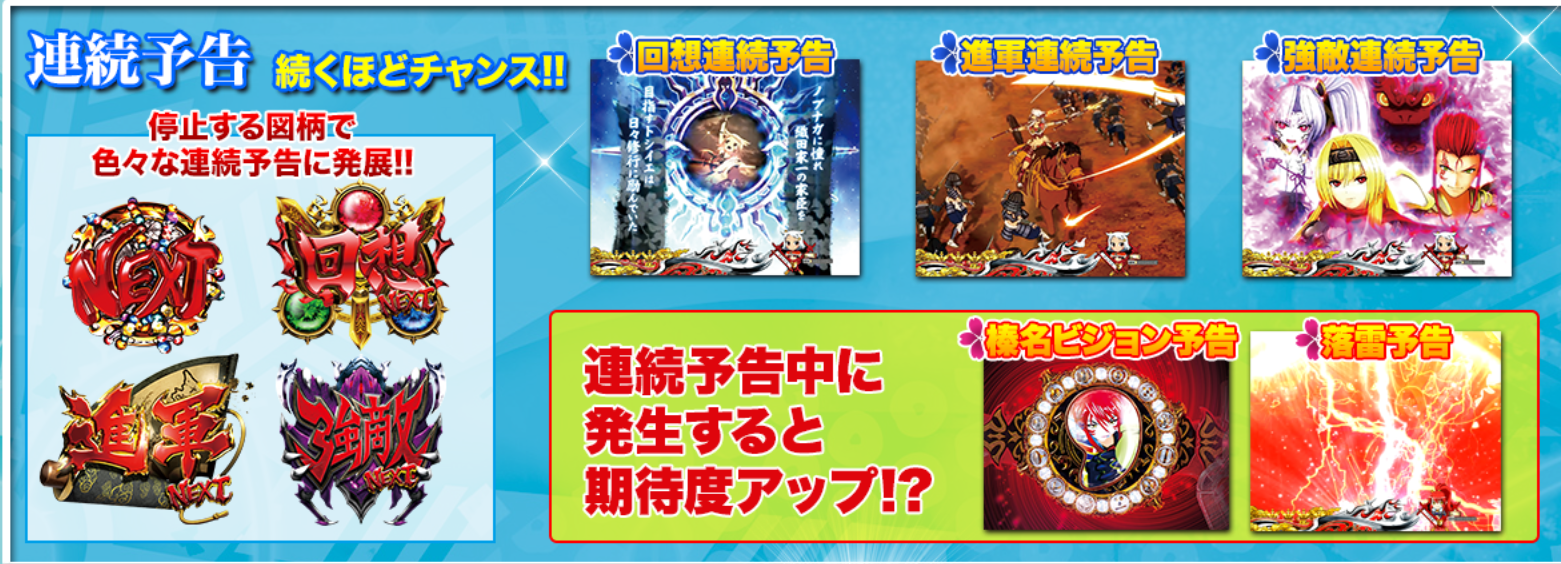 連続予告 続くほどチャンス!!
停止する図柄で
色々な連続予告に発展!!
NEXT
回想
NEXT
進軍
NEXT
強敵
NEXT
回想連続予告
ノブナガに憧れ
織田家一の家臣を
目指すトシイエは
日々修行に励んでいた
進軍連続予告
強敵連続予告
連続予告中に
発生すると
期待度アップ!?
榛名ビジョン予告
落雷予告